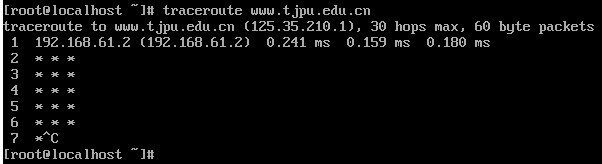 [root@localhost ~]# traceroute www.tjpu.edu.cn
traceroute to www.tjpu.edu.cn (125.35.210.1), 30 hops max, 60 byte packets
1 192.168.61.2 (192.168.61.2) 0.241 ms 0.159 ms 0.180 ms
2 * * *
3 * * *
4 * * *
5 * * *
6 * * *
7 *^C
[root@localhost ~]#